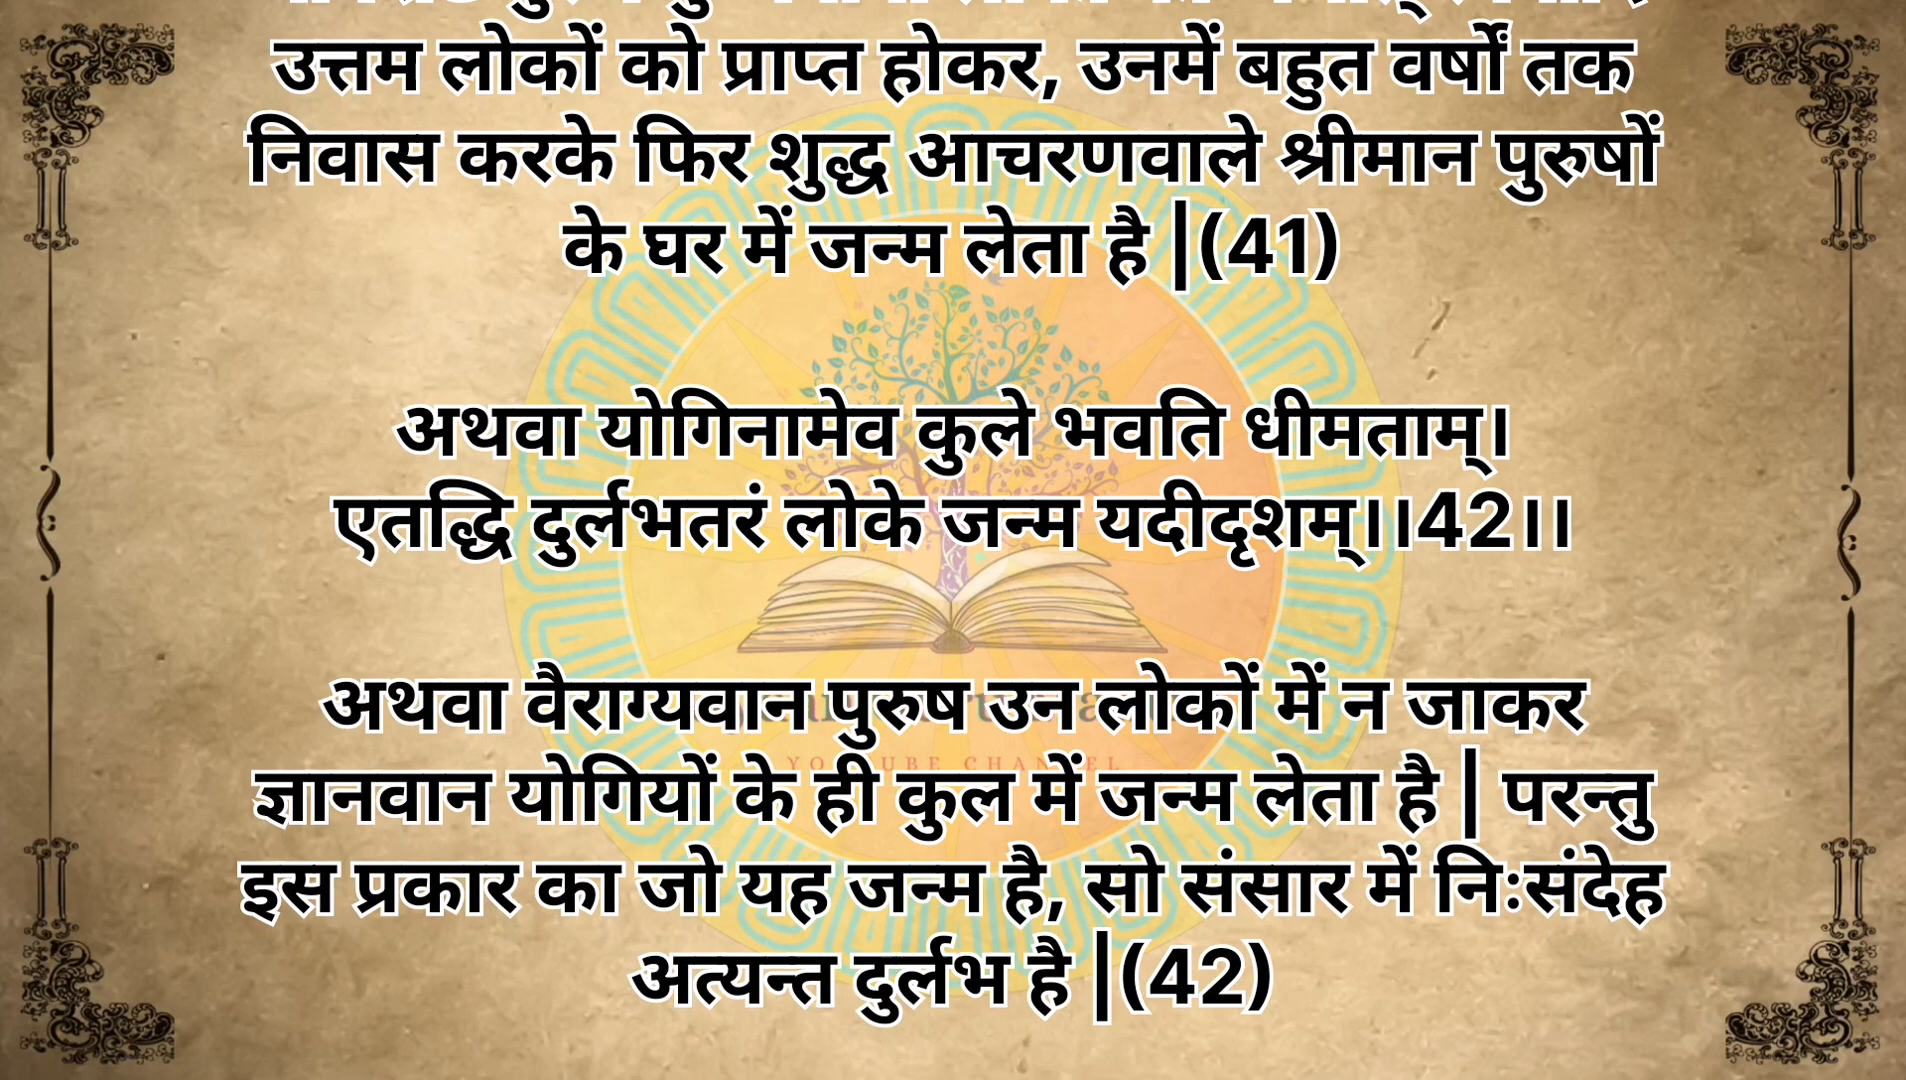 उत्तम लोकों को प्राप्त होकर, उनमें बहुत वर्षों तक
निवास करके फिर शुद्ध आचरणवाले श्रीमान पुरुषों
के घर में जन्म लेता है |(41)
अथवा योगिनामेव कुले भवति धीमताम्।
एतद्धि दुर्लभतरं लोके जन्म यदीदृशम्।।42।।
अथवा वैराग्यवान पुरुष उन लोकों में न जाकर
ज्ञानवान योगियों के ही कुल में जन्म लेता है | परन्तु
इस प्रकार का जो यह जन्म है, सो संसार में निःसंदेह
अत्यन्त दुर्लभ है |(42)